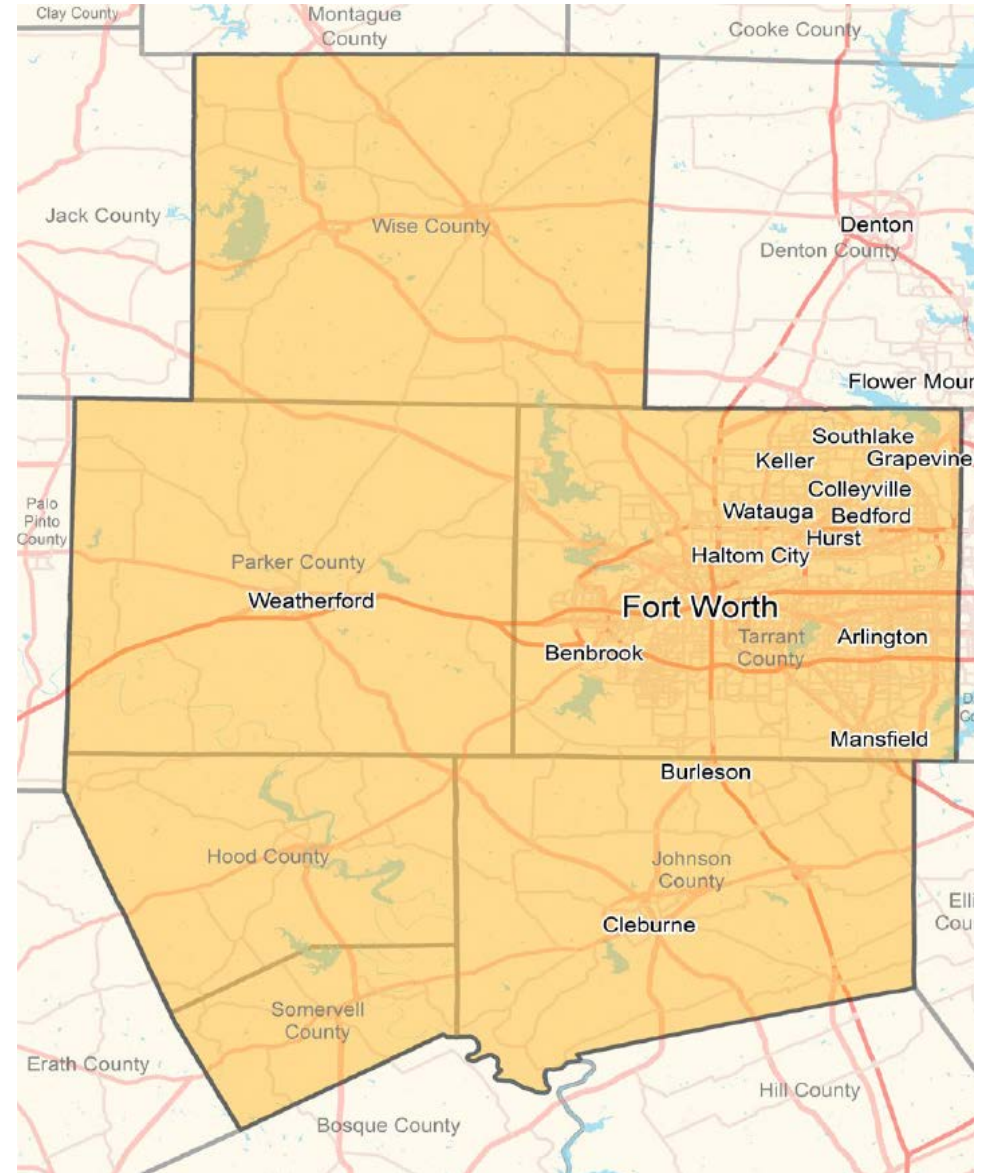 Clay County
Montague
County
Cooke County
Jack County
Wise County
Denton
Denton County
Flower Moun
Southlake
Keller
Grapevine
Colleyville
Watauga
Bedford
Hurst
Haltom City
Palo
Pinto
County
Parker County
Weatherford
Fort Worth
Tarrant
County
Arlington
Benbrook
D
Co
Mansfield
Burleson
Hood County
Johnson
County
Elli
Cou
Cleburne
Somervell
County
Erath County
Hill County
Bosque County